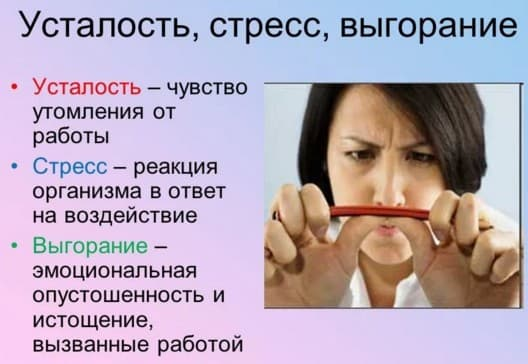 Усталость, стресс, выгорание
• Усталость – чувство
утомления от
работы
• Стресс – реакция
организма в ответ
на воздействие
• Выгорание –
эмоциональная
опустошенность и
истощение,
вызванные работой